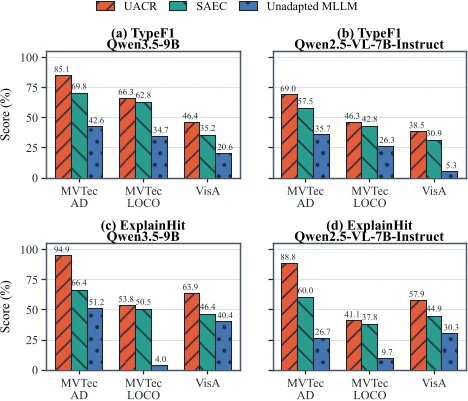 UACR SAEC Unadapted MLLM
(a) TypeF1
Qwen3.5-9B
(b) TypeF1
Qwen2.5-VL-7B-Instruct
Score (%)
100
75
50
25
0
85.1 69.8 42.6 66.3 62.8 34.7 46.4 35.2 20.6
MVTec AD MVTec LOCO VisA
69.0 57.5 35.7 46.3 42.8 26.3 38.5 30.9 5.3
MVTec AD MVTec LOCO VisA
(c) ExplainHit
Qwen3.5-9B
(d) ExplainHit
Qwen2.5-VL-7B-Instruct
Score (%)
100
75
50
25
0
94.9 66.4 51.2 53.8 50.5 4.0 63.9 46.4 40.4
MVTec AD MVTec LOCO VisA
88.8 60.0 26.7 41.1 37.8 9.7 57.9 44.9 30.3
MVTec AD MVTec LOCO VisA